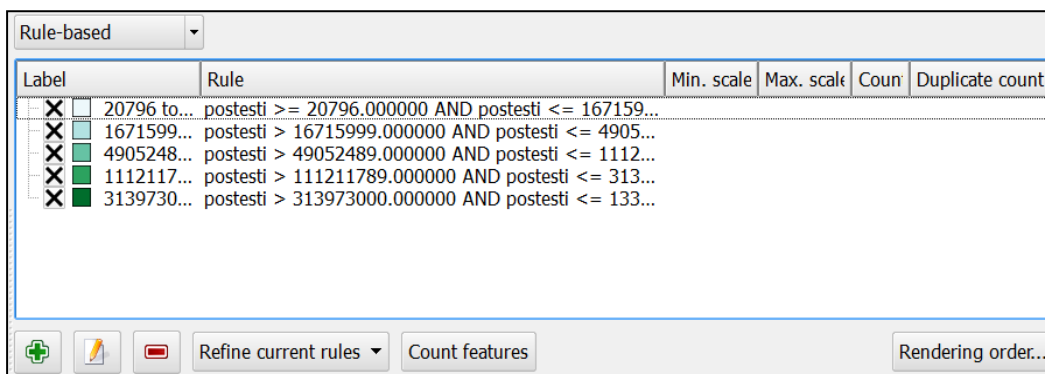 Rule-based
Label Rule Min. scale Max. scale Coun Duplicate count
20796 to... postesti >= 20796.000000 AND postesti <= 167159...
1671599... postesti > 16715999.000000 AND postesti <= 4905...
4905248... postesti > 49052489.000000 AND postesti <= 1112...
1112117... postesti > 111211789.000000 AND postesti <= 313...
3139730... postesti > 313973000.000000 AND postesti <= 133...
Refine current rules Count features Rendering order...